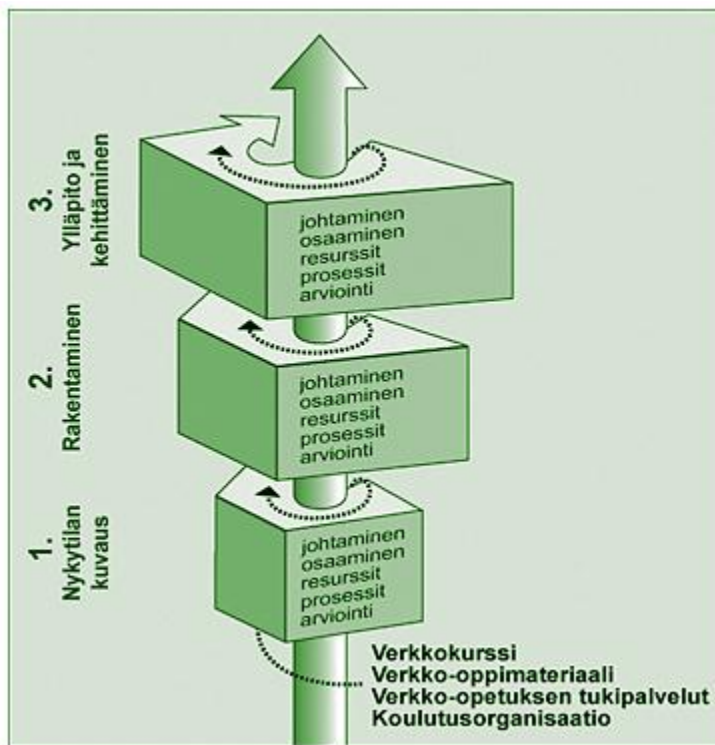 3.
Ylläpito ja
kehittäminen
johtaminen
osaaminen
resurssit
prosessit
arviointi
2.
Rakentaminen
johtaminen
osaaminen
resurssit
prosessit
arviointi
1.
Nykytilan
kuvaus
johtaminen
osaaminen
resurssit
prosessit
arviointi
Verkkokurssi
Verkko-oppimateriaali
Verkko-opetuksen tukipalvelut
Koulutusorganisaatio